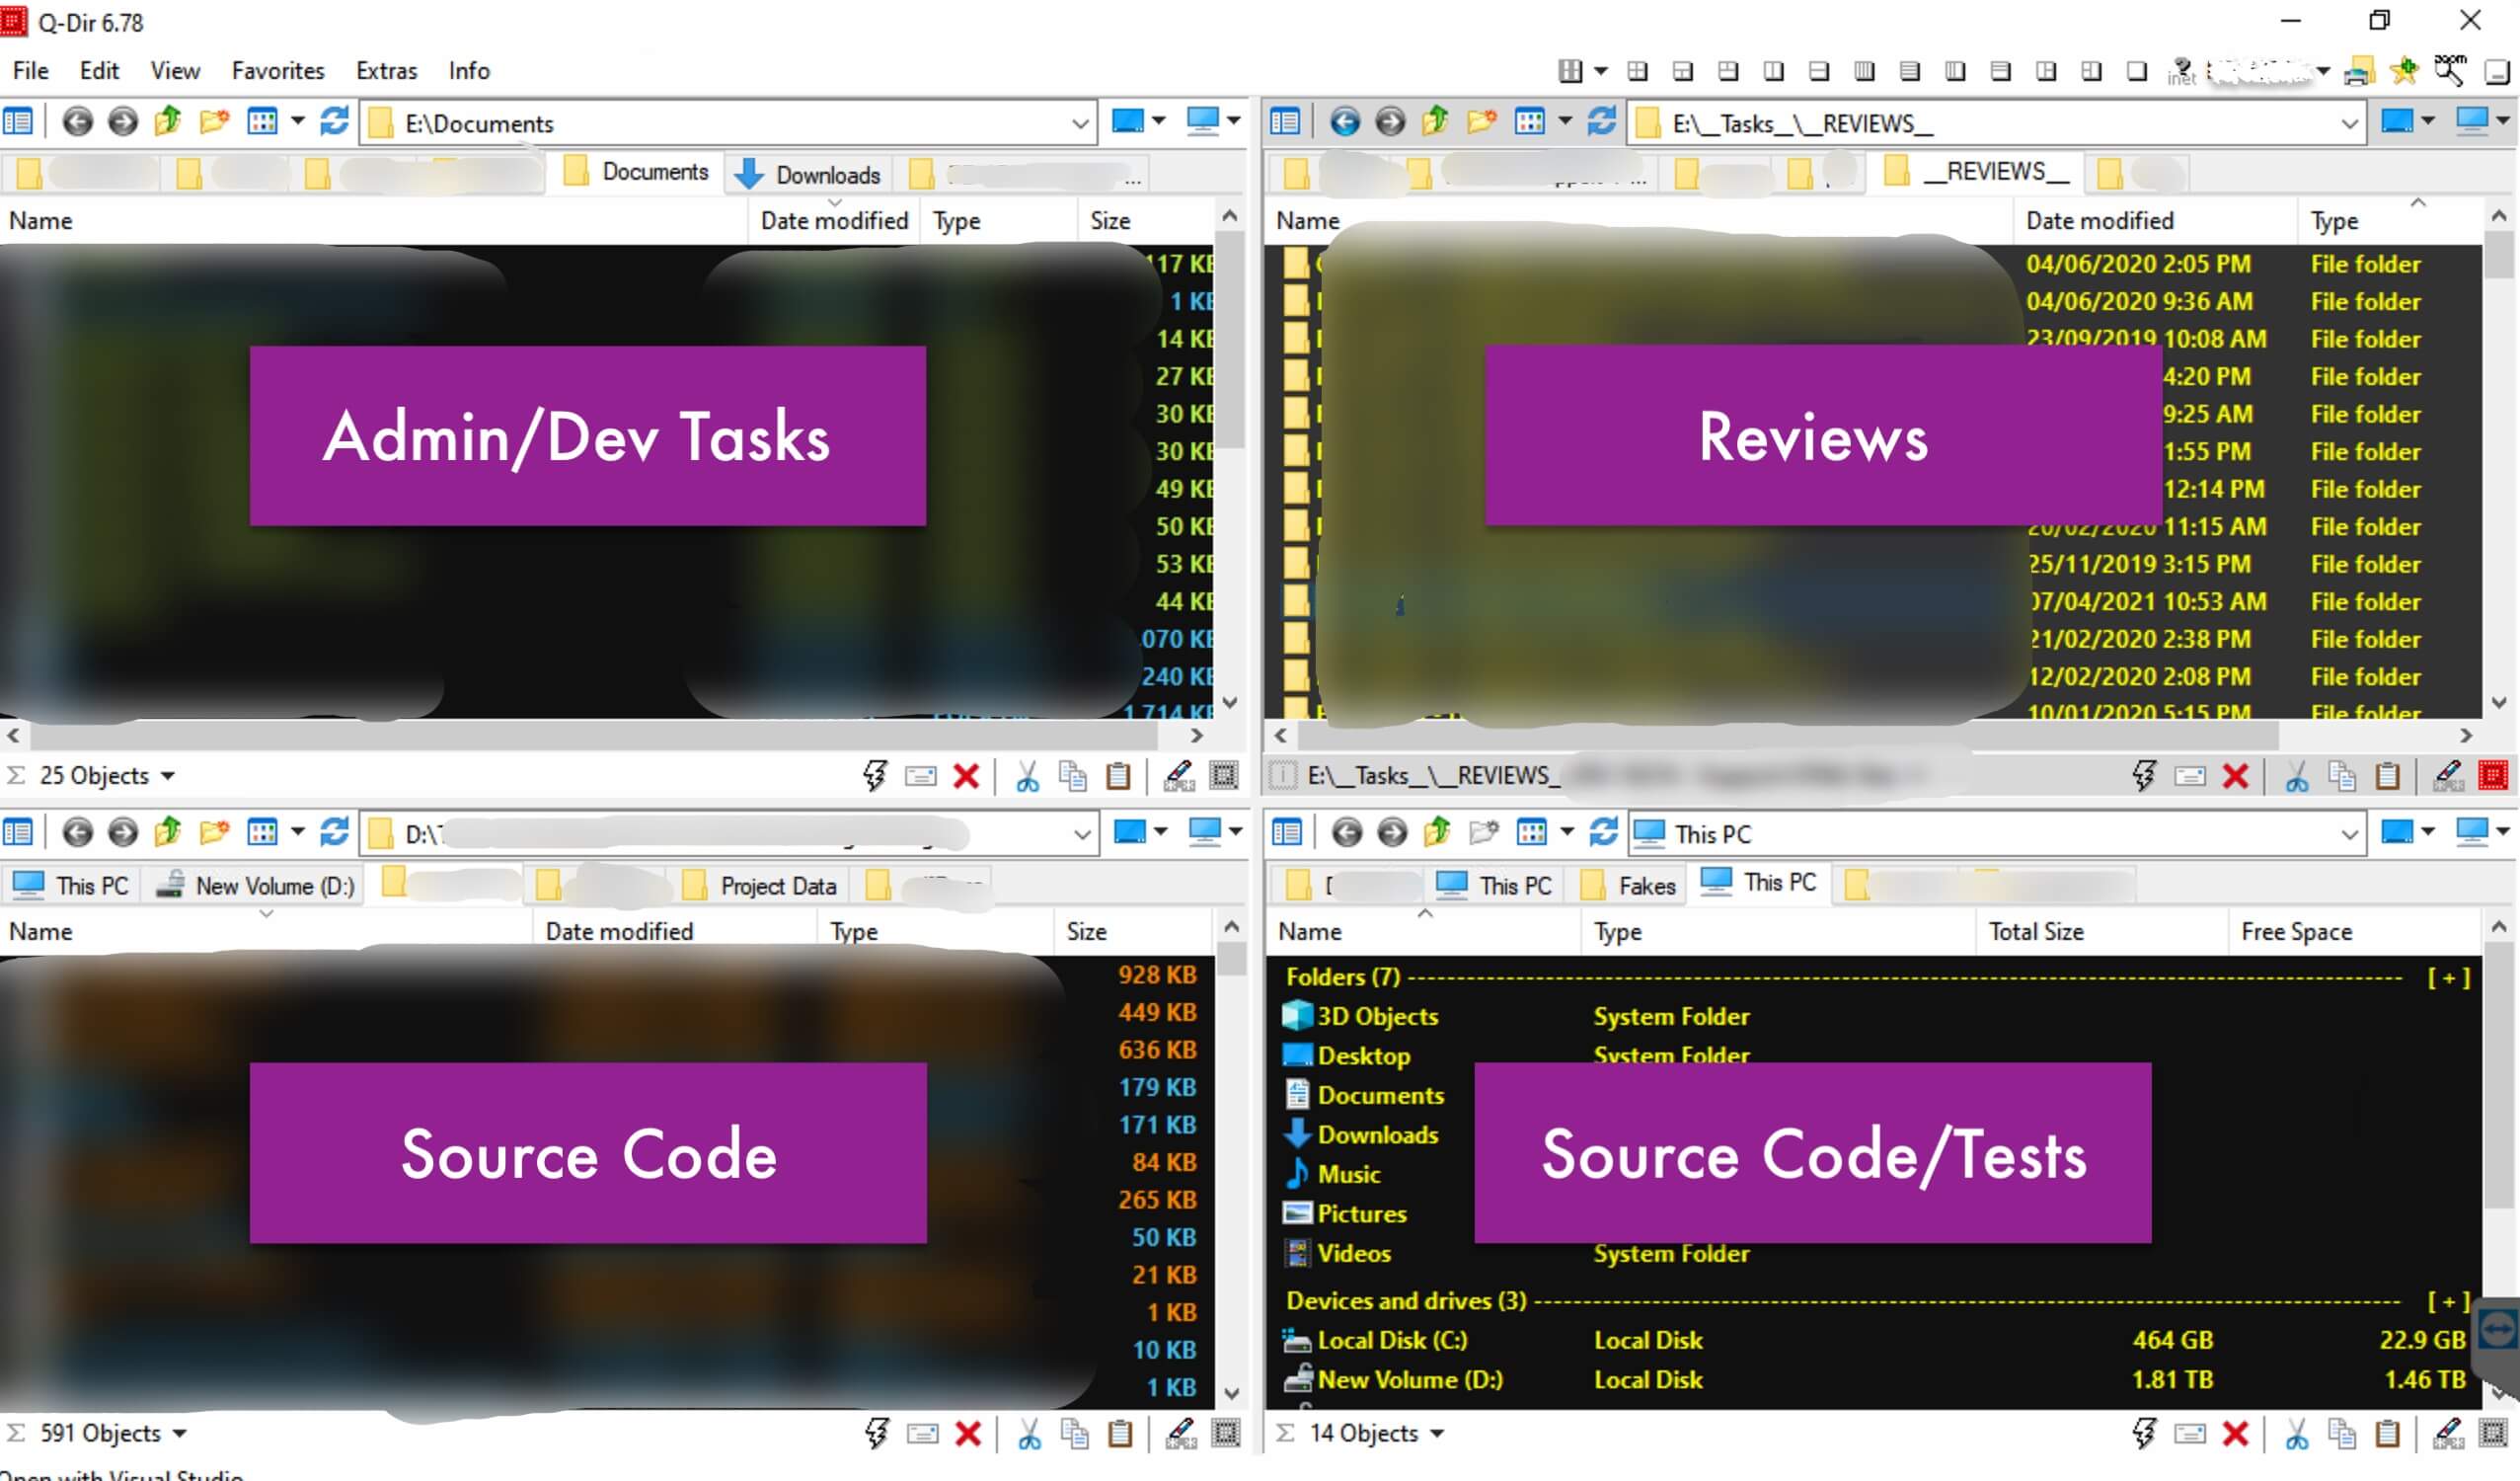 Q-Dir 6.78
File Edit View Favorites Extras Info
inet zoom
E:\Documents
Documents Downloads ...
Name Date modified Type Size
117 KB
1 KB
14 KB
27 KB
30 KB
30 KB
49 KB
50 KB
53 KB
44 KB
070 KB
240 KB
1 714 KB
Admin/Dev Tasks
25 Objects
E:\__Tasks__\__REVIEWS__
... __REVIEWS__
Name Date modified Type
04/06/2020 2:05 PM File folder
04/06/2020 9:36 AM File folder
23/09/2019 10:08 AM File folder
4:20 PM File folder
9:25 AM File folder
1:55 PM File folder
12:14 PM File folder
20/02/2020 11:15 AM File folder
25/11/2019 3:15 PM File folder
07/04/2021 10:53 AM File folder
21/02/2020 2:38 PM File folder
12/02/2020 2:08 PM File folder
10/01/2020 5:15 PM File folder
Reviews
E:\__Tasks__\__REVIEWS_
D:\
This PC New Volume (D:) Project Data
Name Date modified Type Size
928 KB
449 KB
636 KB
179 KB
171 KB
84 KB
265 KB
50 KB
21 KB
1 KB
10 KB
1 KB
Source Code
591 Objects
This PC
This PC Fakes This PC
Name Type Total Size Free Space
Folders (7) [ + ]
3D Objects System Folder
Desktop System Folder
Documents
Downloads
Music
Pictures
Videos System Folder
Source Code/Tests
Devices and drives (3) [ + ]
Local Disk (C:) Local Disk 464 GB 22.9 GB
New Volume (D:) Local Disk 1.81 TB 1.46 TB
14 Objects
Open with Visual Studio